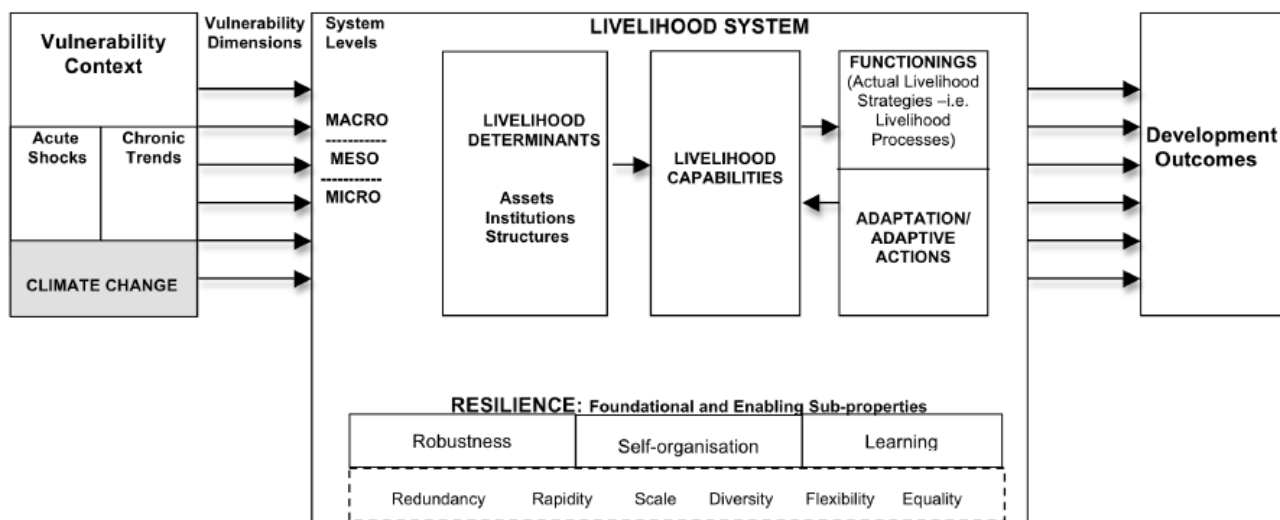 Vulnerability
Context
Acute
Shocks
Chronic
Trends
CLIMATE CHANGE
Vulnerability
Dimensions
System
Levels
MACRO
-----------
MESO
-----------
MICRO
LIVELIHOOD SYSTEM
LIVELIHOOD
DETERMINANTS
Assets
Institutions
Structures
LIVELIHOOD
CAPABILITIES
FUNCTIONINGS
(Actual Livelihood
Strategies –i.e.
Livelihood
Processes)
ADAPTATION/
ADAPTIVE
ACTIONS
Development
Outcomes
RESILIENCE: Foundational and Enabling Sub-properties
Robustness
Self-organisation
Learning
Redundancy Rapidity Scale Diversity Flexibility Equality